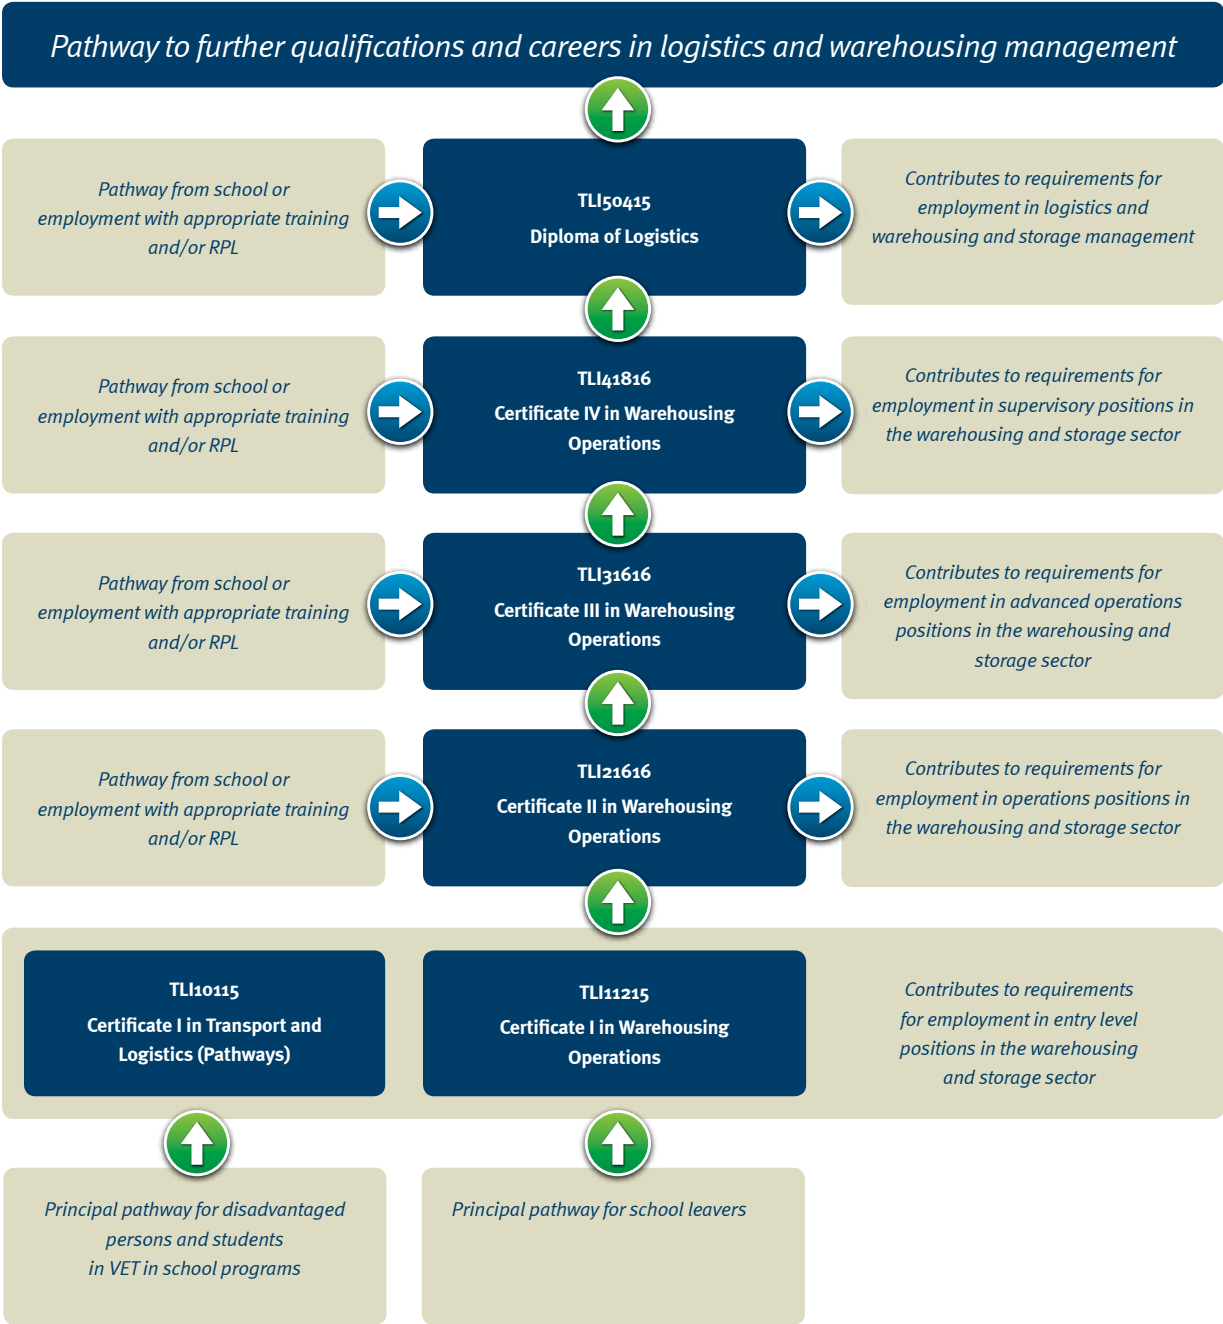 Pathway to further qualifications and careers in logistics and warehousing management
Pathway from school or
employment with appropriate training
and/or RPL
TLI50415
Diploma of Logistics
Contributes to requirements for
employment in logistics and
warehousing and storage management
Pathway from school or
employment with appropriate training
and/or RPL
TLI41816
Certificate IV in Warehousing
Operations
Contributes to requirements for
employment in supervisory positions in
the warehousing and storage sector
Pathway from school or
employment with appropriate training
and/or RPL
TLI31616
Certificate III in Warehousing
Operations
Contributes to requirements for
employment in advanced operations
positions in the warehousing and
storage sector
Pathway from school or
employment with appropriate training
and/or RPL
TLI21616
Certificate II in Warehousing
Operations
Contributes to requirements for
employment in operations positions in
the warehousing and storage sector
TLI10115
Certificate I in Transport and
Logistics (Pathways)
TLI11215
Certificate I in Warehousing
Operations
Contributes to requirements
for employment in entry level
positions in the warehousing
and storage sector
Principal pathway for disadvantaged
persons and students
in VET in school programs
Principal pathway for school leavers